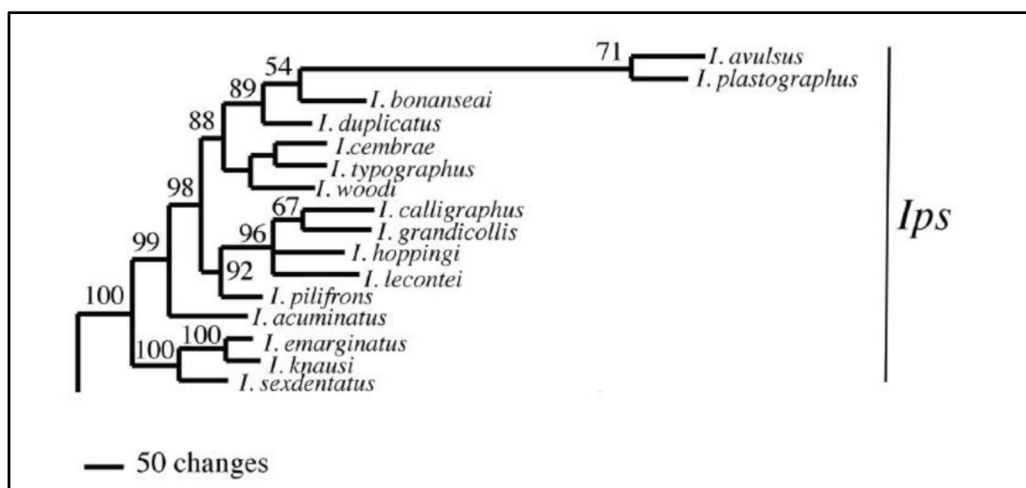 71
I. avulsus
I. plastographus
54
I. bonanseai
89
I. duplicatus
88
I.cembrae
I. typographus
I. woodi
98
67
I. calligraphus
I. grandicollis
96
I. hoppingi
I. lecontei
99
92
I. pilifrons
100
I. acuminatus
100
I. emarginatus
100
I. knausi
I. sexdentatus
Ips
50 changes